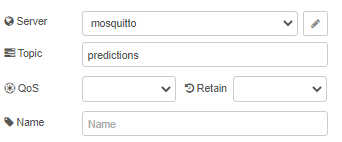 Server mosquitto
Topic predictions
QoS Retain
Name Name